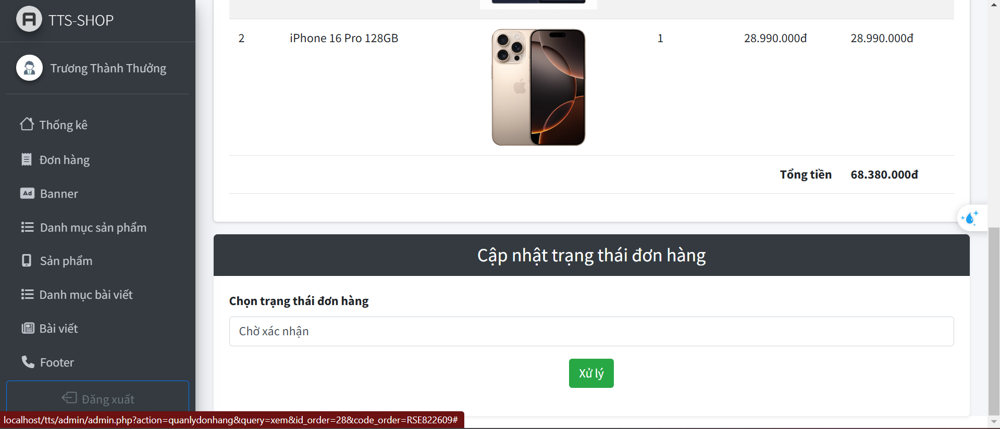 TTS-SHOP
Trương Thành Thưởng
Thống kê
Đơn hàng
Ad Banner
Danh mục sản phẩm
Sản phẩm
Danh mục bài viết
Bài viết
Footer
Đăng xuất
2 iPhone 16 Pro 128GB 1 28.990.000đ 28.990.000đ
Tổng tiền 68.380.000đ
Cập nhật trạng thái đơn hàng
Chọn trạng thái đơn hàng
Chờ xác nhận
Xử lý
localhost/tts/admin/admin.php?action=quanlydonhang&query=xem&id_order=28&code_order=RSE822609#